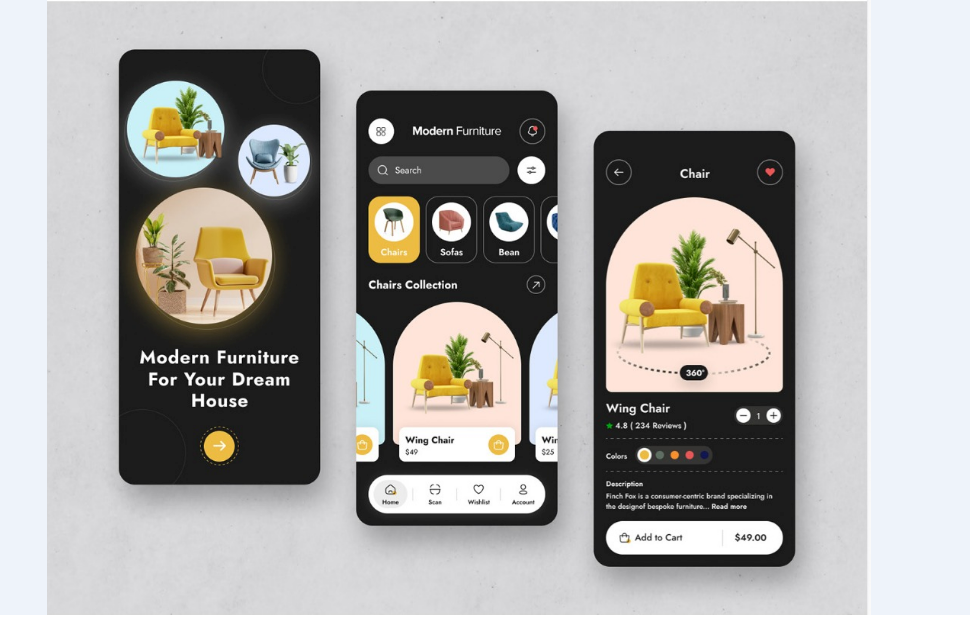 Modern Furniture
For Your Dream
House
Modern Furniture
Search
Chairs
Sofas
Bean
Chairs Collection
Wing Chair
$49
Win
$25
Home
Scan
Wishlist
Account
Chair
360°
Wing Chair
4.8 ( 234 Reviews )
1
Colors
Description
Finch Fox is a consumer-centric brand specializing in
the designof bespoke furniture... Read more
Add to Cart
$49.00